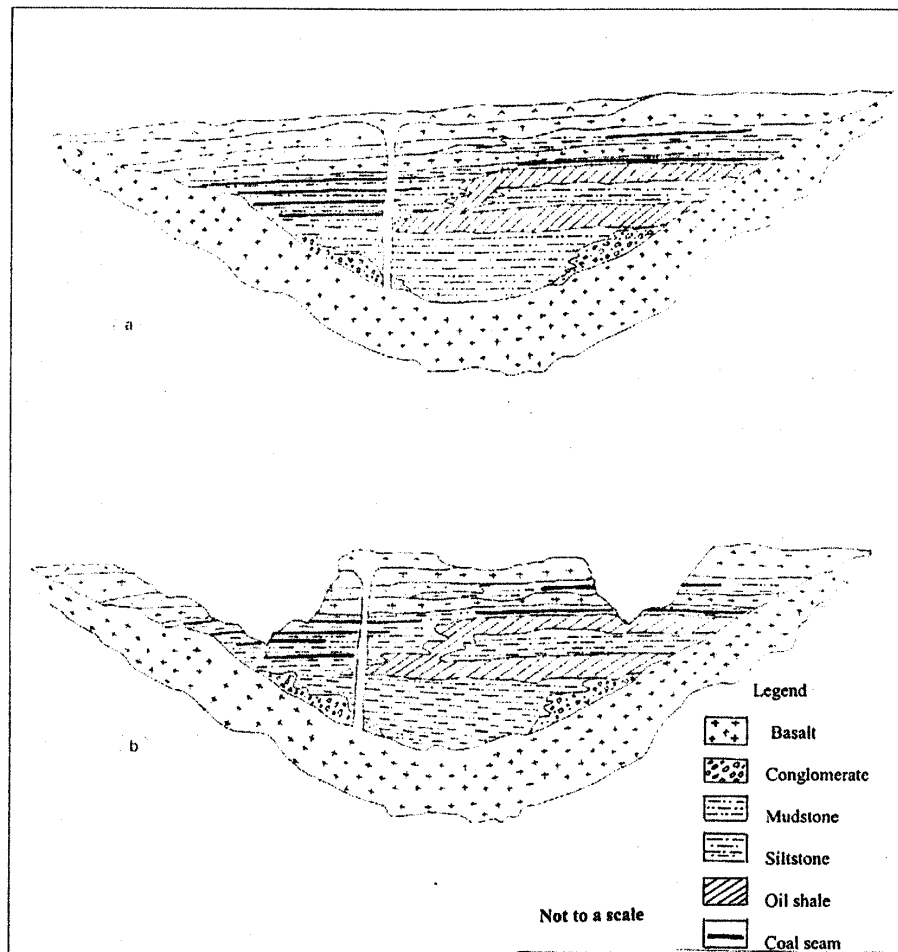 a
b
Legend
Basalt
Conglomerate
Mudstone
Siltstone
Oil shale
Coal seam
Not to a scale